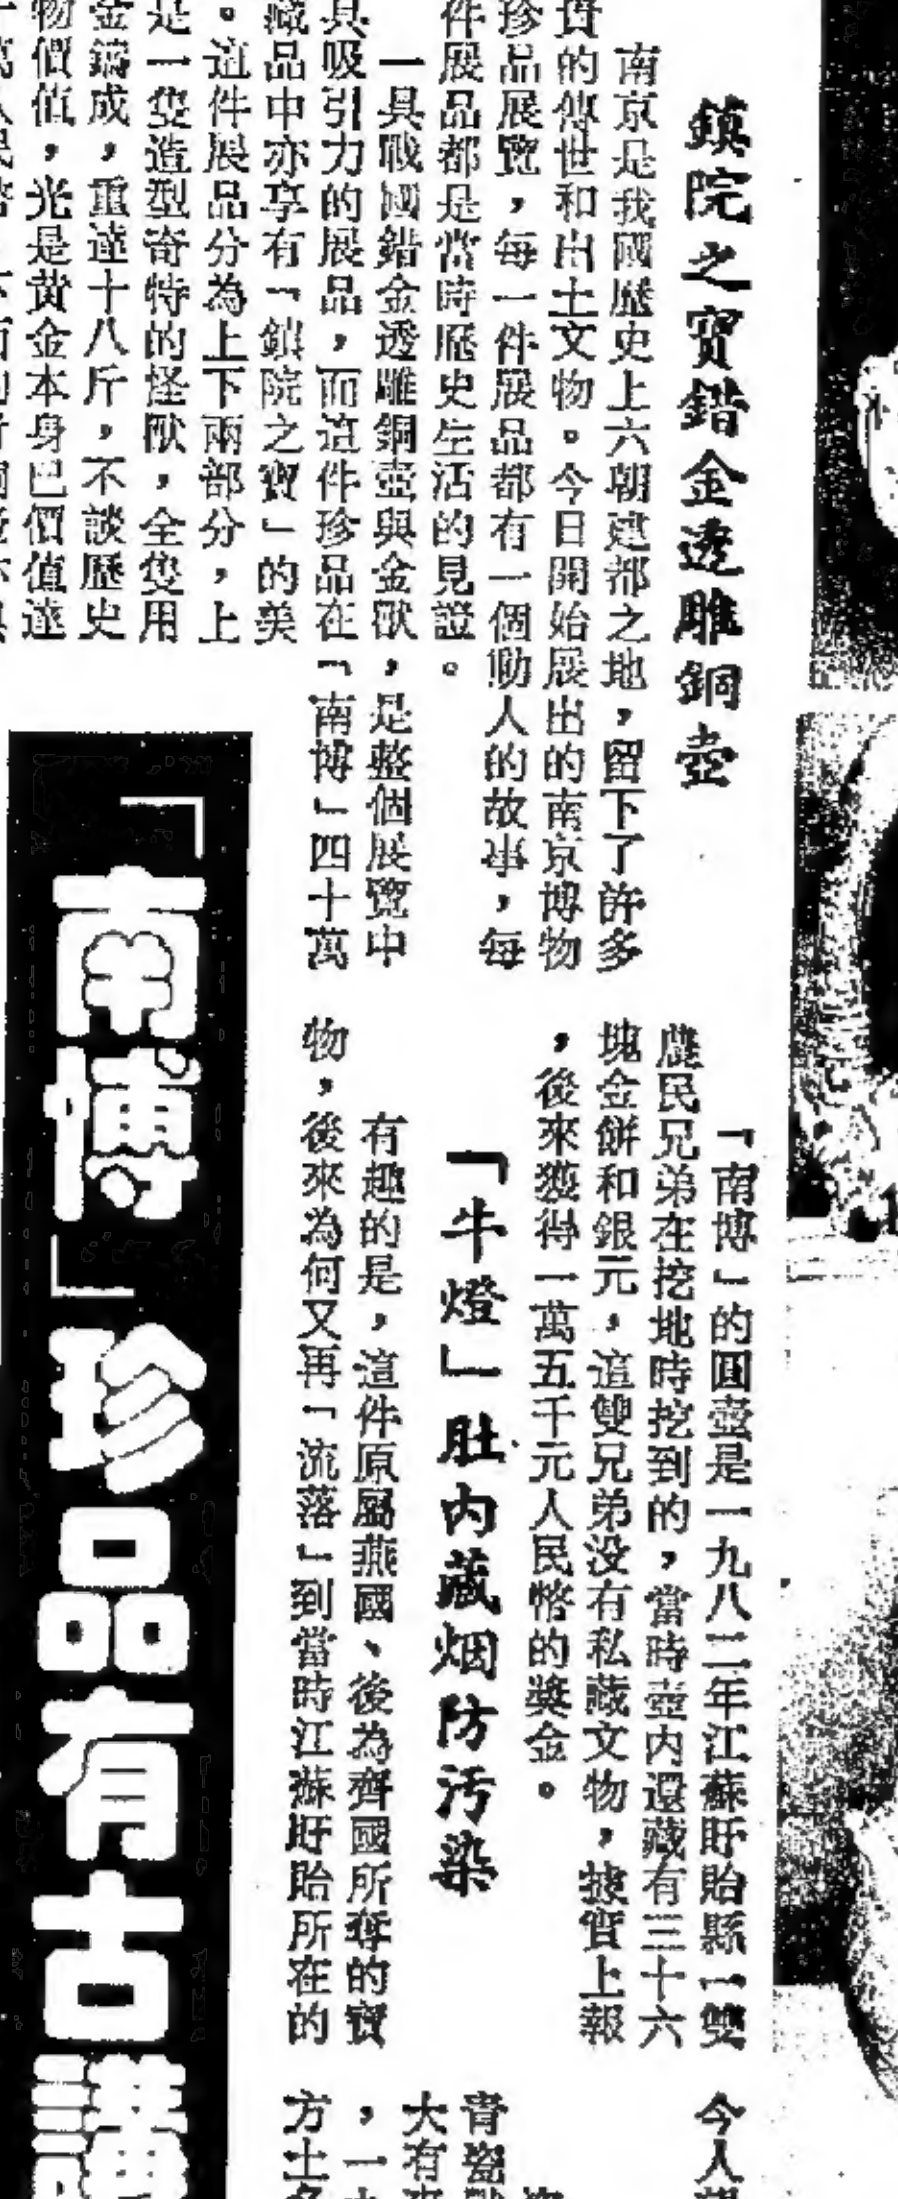 鎮院之寶錯金透雕銅壺
南京是我國歷史上六朝建都之地，留下了許多
貴的傳世和出土文物。今日開始展出的南京博物
珍品展覽，每一件展品都有一個動人的故事，每
件展品都是當時歷史生活的見證。
一具戰國錯金透雕銅壺與金獸，是整個展覽中
具吸引力的展品，而這件珍品在「南博」四十萬
藏品中亦享有「鎮院之寶」的美
。這件展品分為上下兩部分，上
是一隻造型奇特的怪獸，全隻用
金鑄成，重達十八斤，不談歷史
物價值，光是黃金本身巴價值達
「南博」珍品有古講
「南博」的圓壺是一九八二年江蘇盱眙縣一雙
農民兄弟在挖地時挖到的，當時壺內還藏有三十六
塊金餅和銀元，這雙兄弟没有私藏文物，據實上報
，後來獲得一萬五千元人民幣的獎金。
「牛燈」肚內藏烟防污染
有趣的是，這件原屬燕國、後為齊國所奪的寶
物，後來為何又再「流落」到當時江蘇盱眙所在的
今人
青瓷
大有
，一
方土